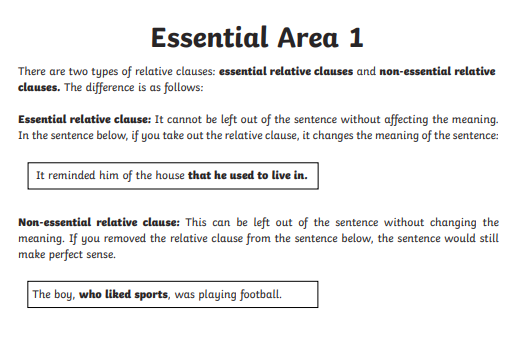 Essential Area 1
There are two types of relative clauses: essential relative clauses and non-essential relative
clauses. The difference is as follows:
Essential relative clause: It cannot be left out of the sentence without affecting the meaning.
In the sentence below, if you take out the relative clause, it changes the meaning of the sentence:
It reminded him of the house that he used to live in.
Non-essential relative clause: This can be left out of the sentence without changing the
meaning. If you removed the relative clause from the sentence below, the sentence would still
make perfect sense.
The boy, who liked sports, was playing football.